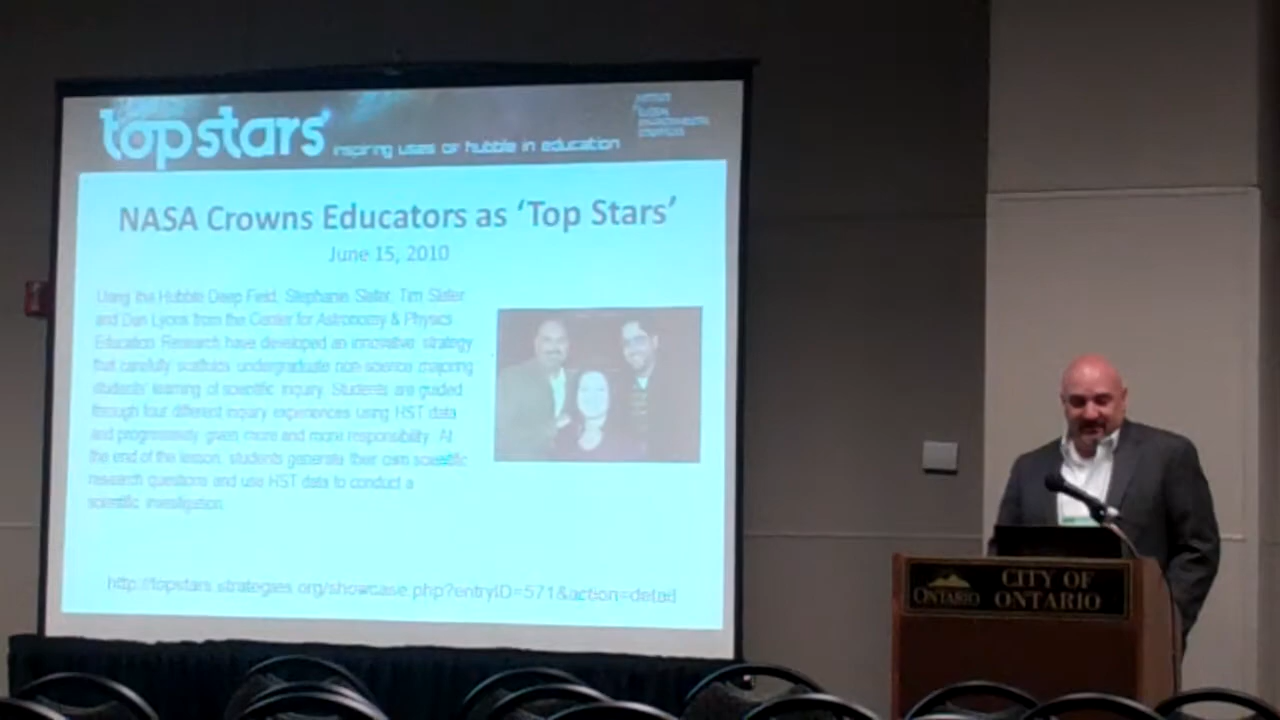 topstars
inspiring uses of hubble in education
INSTITUTE
GLOBAL
ENVIRONMENTAL
STRATEGIES
NASA Crowns Educators as ‘Top Stars’
June 15, 2010
Using the Hubble Deep Field, Stephanie Slater, Tim Slater
and Dan Lyons from the Center for Astronomy & Physics
Education Research have developed an innovative strategy
that carefully scaffolds undergraduate non-science majoring
students' learning of scientific inquiry. Students are guided
through four different inquiry experiences using HST data
and progressively given more and more responsibility. At
the end of the lesson, students generate their own scientific
research questions and use HST data to conduct a
scientific investigation.
http://topstars.strategies.org/showcase.php?entryID=571&action=detail
ONTARIO
CITY OF
ONTARIO